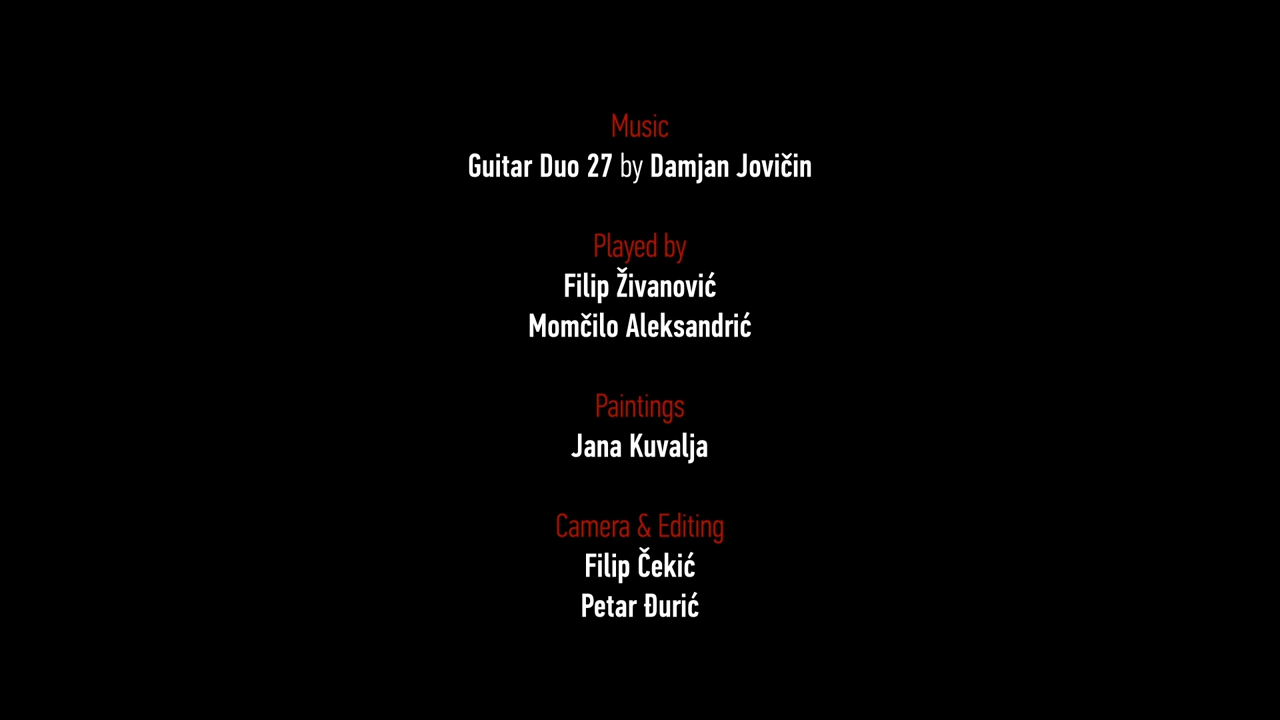 Music
Guitar Duo 27 by Damjan Jovičin
Played by
Filip Živanović
Momčilo Aleksandrić
Paintings
Jana Kuvalja
Camera & Editing
Filip Čekić
Petar Đurić